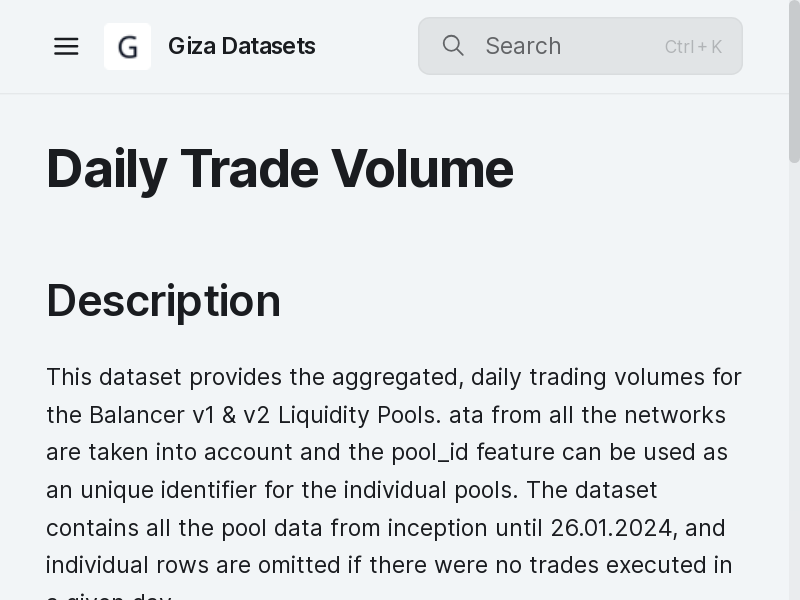 G Giza Datasets
Search Ctrl + K
Daily Trade Volume
Description
This dataset provides the aggregated, daily trading volumes for
the Balancer v1 & v2 Liquidity Pools. ata from all the networks
are taken into account and the pool_id feature can be used as
an unique identifier for the individual pools. The dataset
contains all the pool data from inception until 26.01.2024, and
individual rows are omitted if there were no trades executed in
a given day.